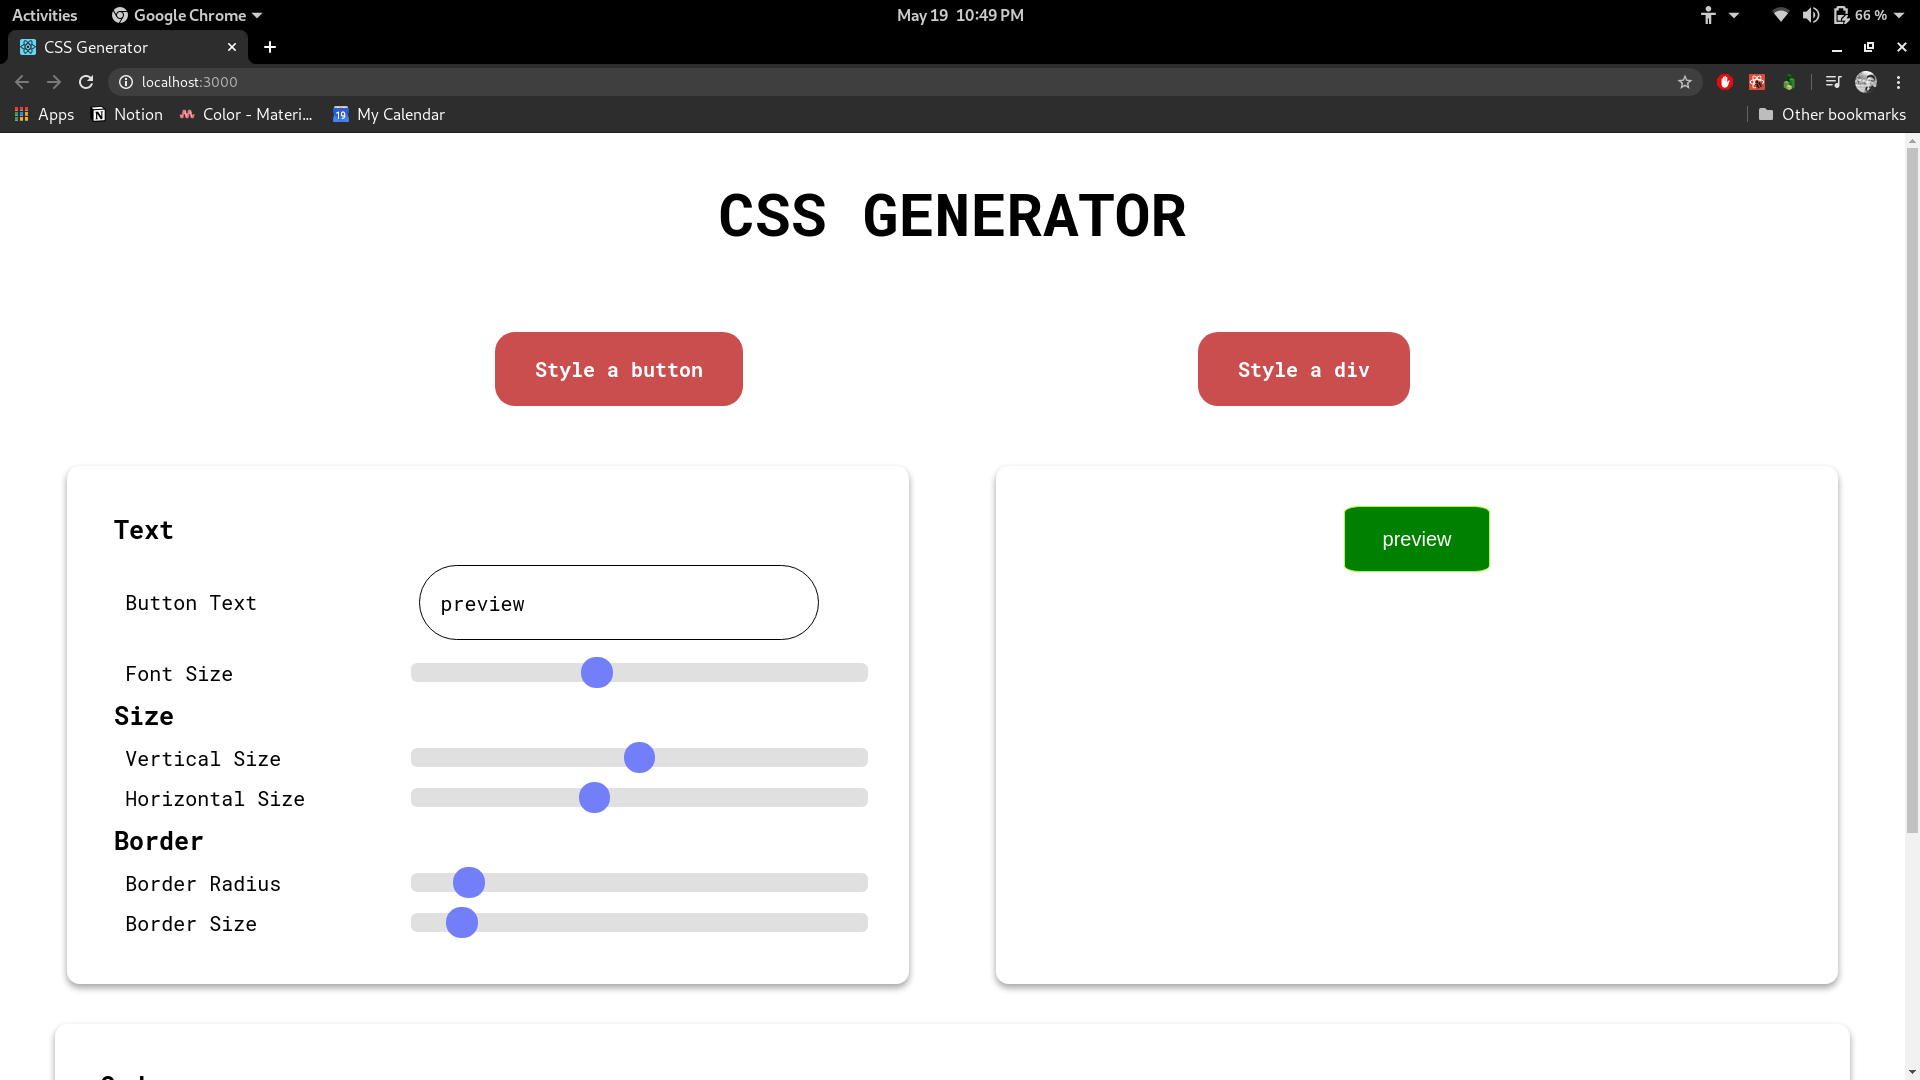 Activities
Google Chrome
May 19 10:49 PM
66 %
CSS Generator
localhost:3000
Apps
Notion
Color - Materi...
19
My Calendar
Other bookmarks
CSS GENERATOR
Style a button
Style a div
Text
Button Text
preview
preview
Font Size
Size
Vertical Size
Horizontal Size
Border
Border Radius
Border Size